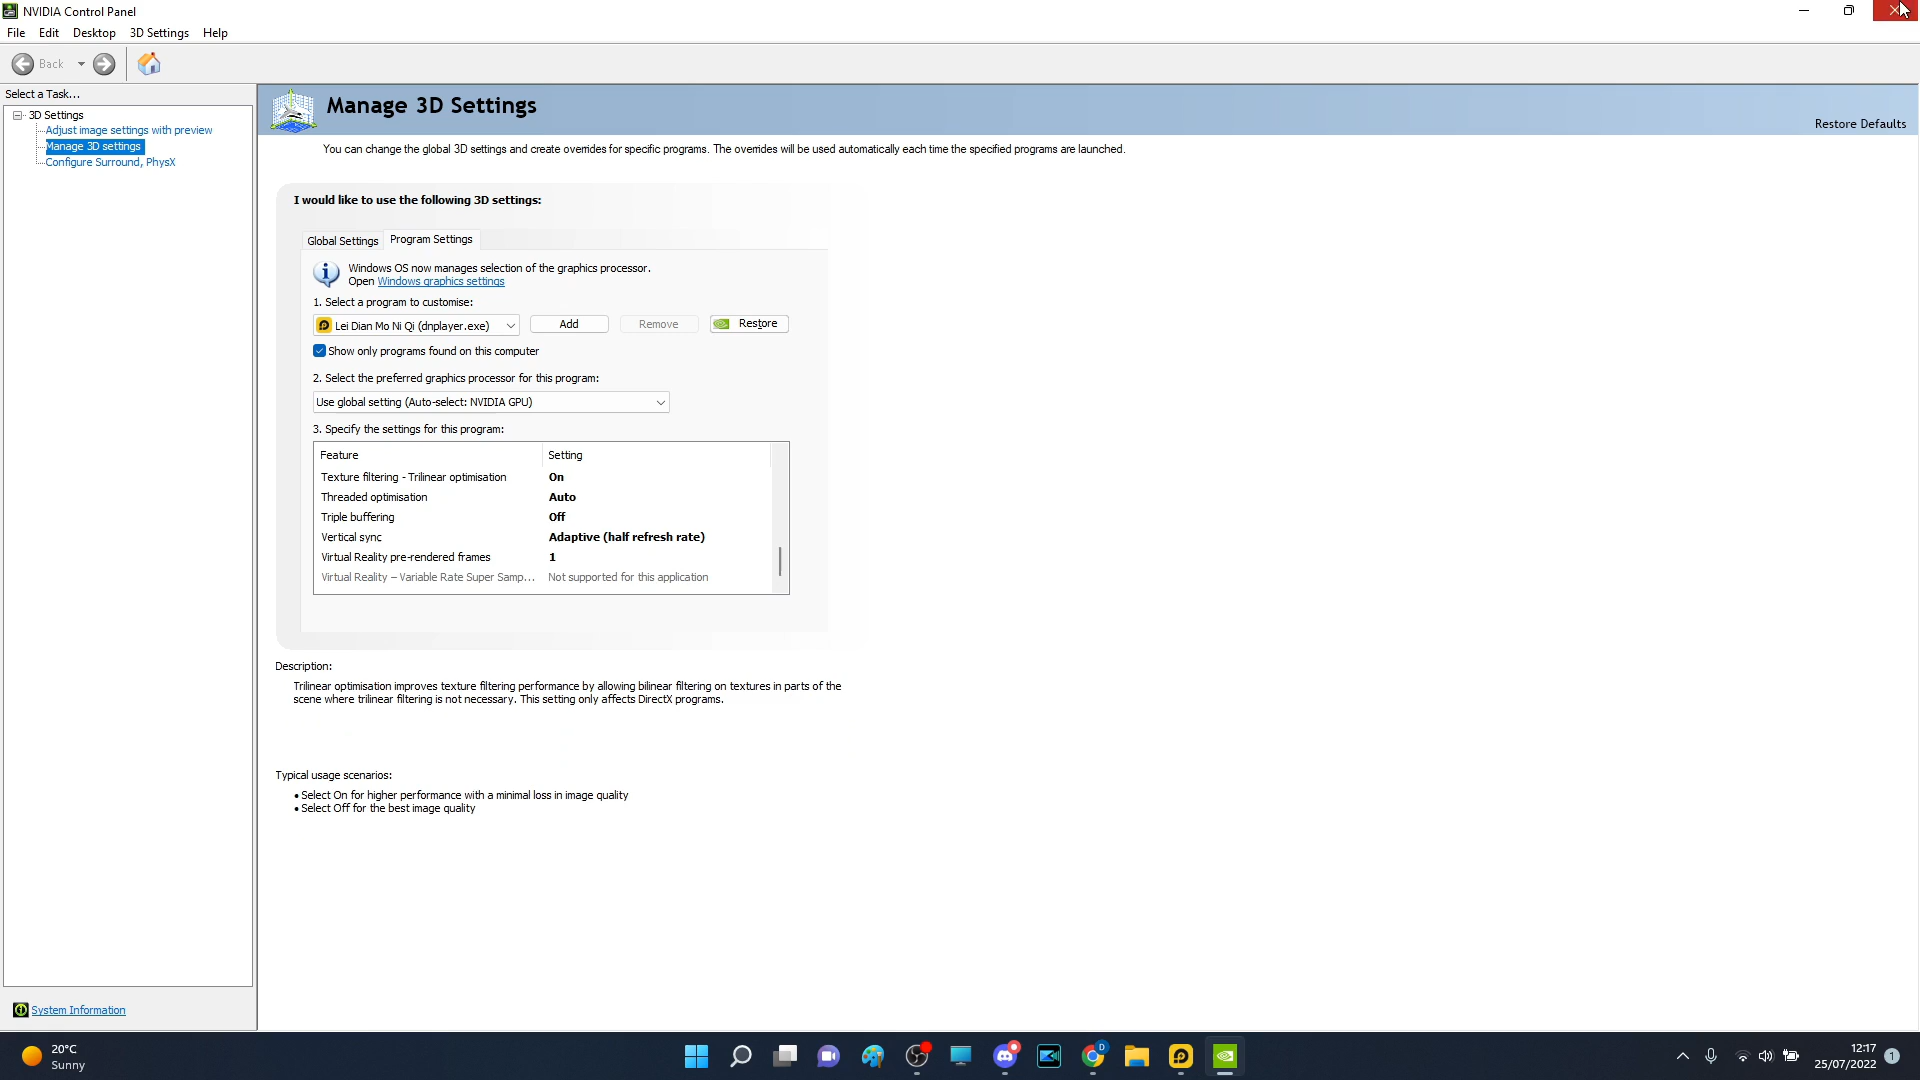 NVIDIA Control Panel
File Edit Desktop 3D Settings Help
Back
Select a Task...
3D Settings
Adjust image settings with preview
Manage 3D settings
Configure Surround, PhysX
System Information
Manage 3D Settings
Restore Defaults
You can change the global 3D settings and create overrides for specific programs. The overrides will be used automatically each time the specified programs are launched.
I would like to use the following 3D settings:
Global Settings Program Settings
Windows OS now manages selection of the graphics processor.
Open Windows graphics settings
1. Select a program to customise:
Lei Dian Mo Ni Qi (dnplayer.exe) Add Remove Restore
Show only programs found on this computer
2. Select the preferred graphics processor for this program:
Use global setting (Auto-select: NVIDIA GPU)
3. Specify the settings for this program:
Feature Setting
Texture filtering - Trilinear optimisation On
Threaded optimisation Auto
Triple buffering Off
Vertical sync Adaptive (half refresh rate)
Virtual Reality pre-rendered frames 1
Virtual Reality – Variable Rate Super Samp... Not supported for this application
Description:
Trilinear optimisation improves texture filtering performance by allowing bilinear filtering on textures in parts of the
scene where trilinear filtering is not necessary. This setting only affects DirectX programs.
Typical usage scenarios:
• Select On for higher performance with a minimal loss in image quality
• Select Off for the best image quality
20°C
Sunny
D
12:17
25/07/2022
1